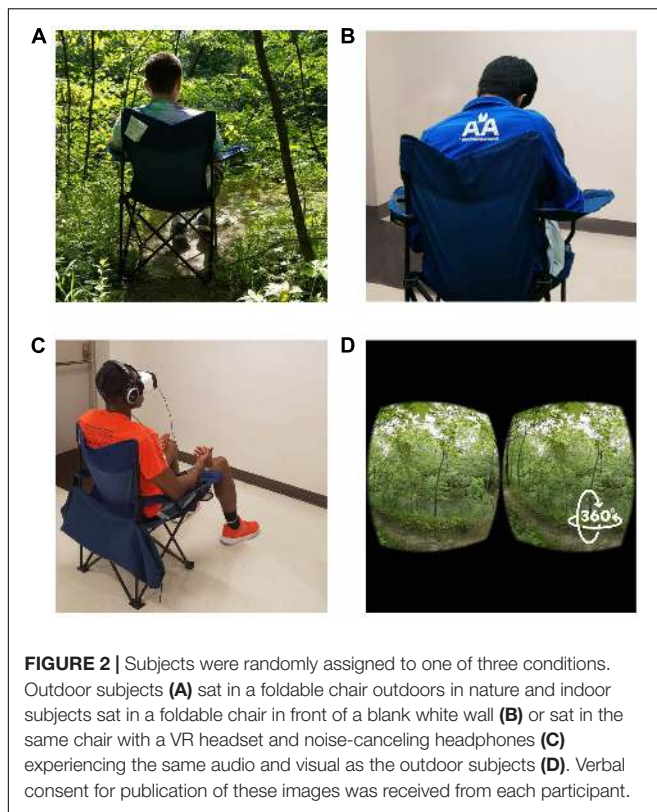 A
B
AA
C
D
360°
FIGURE 2 | Subjects were randomly assigned to one of three conditions.
Outdoor subjects (A) sat in a foldable chair outdoors in nature and indoor
subjects sat in a foldable chair in front of a blank white wall (B) or sat in the
same chair with a VR headset and noise-canceling headphones (C)
experiencing the same audio and visual as the outdoor subjects (D). Verbal
consent for publication of these images was received from each participant.